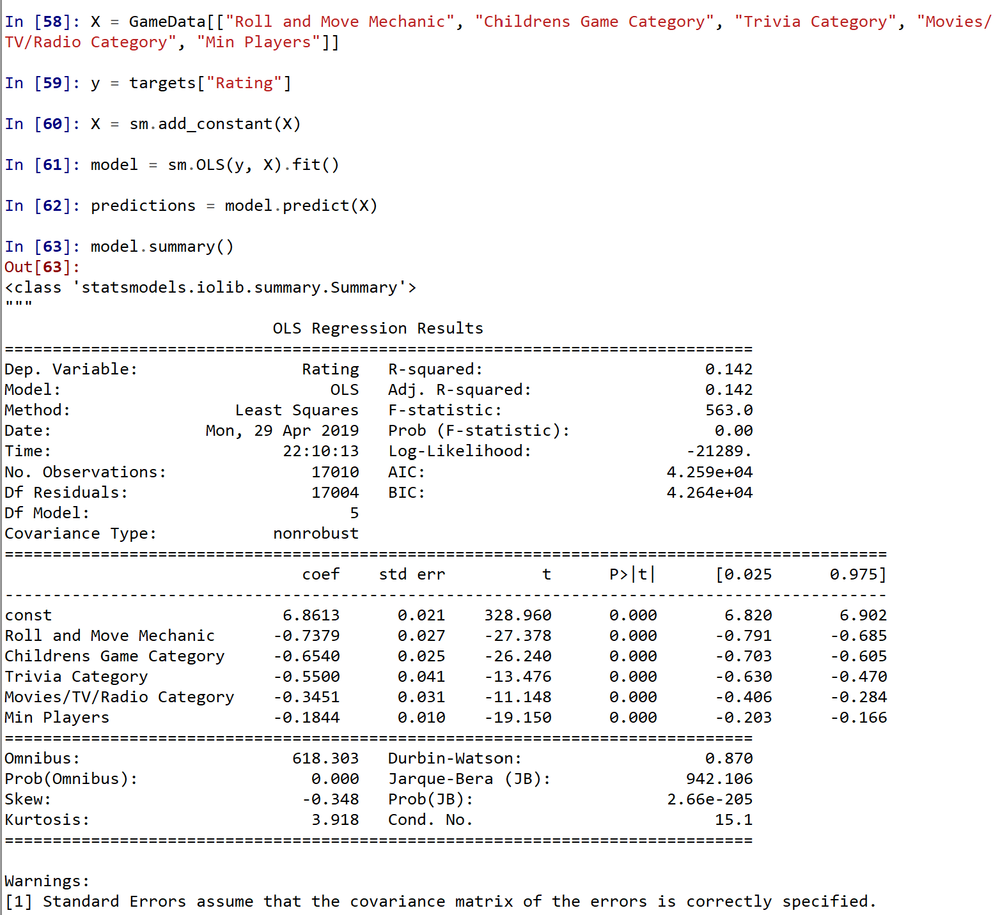 In [58]: X = GameData[["Roll and Move Mechanic", "Childrens Game Category", "Trivia Category", "Movies/
TV/Radio Category", "Min Players"]]
In [59]: y = targets["Rating"]
In [60]: X = sm.add_constant(X)
In [61]: model = sm.OLS(y, X).fit()
In [62]: predictions = model.predict(X)
In [63]: model.summary()
Out[63]:
<class 'statsmodels.iolib.summary.Summary'>
"""
                            OLS Regression Results
==============================================================================
Dep. Variable:                 Rating   R-squared:                       0.142
Model:                            OLS   Adj. R-squared:                  0.142
Method:                 Least Squares   F-statistic:                     563.0
Date:                Mon, 29 Apr 2019   Prob (F-statistic):               0.00
Time:                        22:10:13   Log-Likelihood:                -21289.
No. Observations:               17010   AIC:                         4.259e+04
Df Residuals:                   17004   BIC:                         4.264e+04
Df Model:                           5
Covariance Type:            nonrobust
============================================================================================
                               coef    std err          t      P>|t|      [0.025      0.975]
--------------------------------------------------------------------------------------------
const                        6.8613      0.021    328.960      0.000       6.820       6.902
Roll and Move Mechanic      -0.7379      0.027    -27.378      0.000      -0.791      -0.685
Childrens Game Category     -0.6540      0.025    -26.240      0.000      -0.703      -0.605
Trivia Category             -0.5500      0.041    -13.476      0.000      -0.630      -0.470
Movies/TV/Radio Category    -0.3451      0.031    -11.148      0.000      -0.406      -0.284
Min Players                 -0.1844      0.010    -19.150      0.000      -0.203      -0.166
==============================================================================
Omnibus:                      618.303   Durbin-Watson:                   0.870
Prob(Omnibus):                  0.000   Jarque-Bera (JB):              942.106
Skew:                          -0.348   Prob(JB):                    2.66e-205
Kurtosis:                       3.918   Cond. No.                         15.1
==============================================================================
Warnings:
[1] Standard Errors assume that the covariance matrix of the errors is correctly specified.